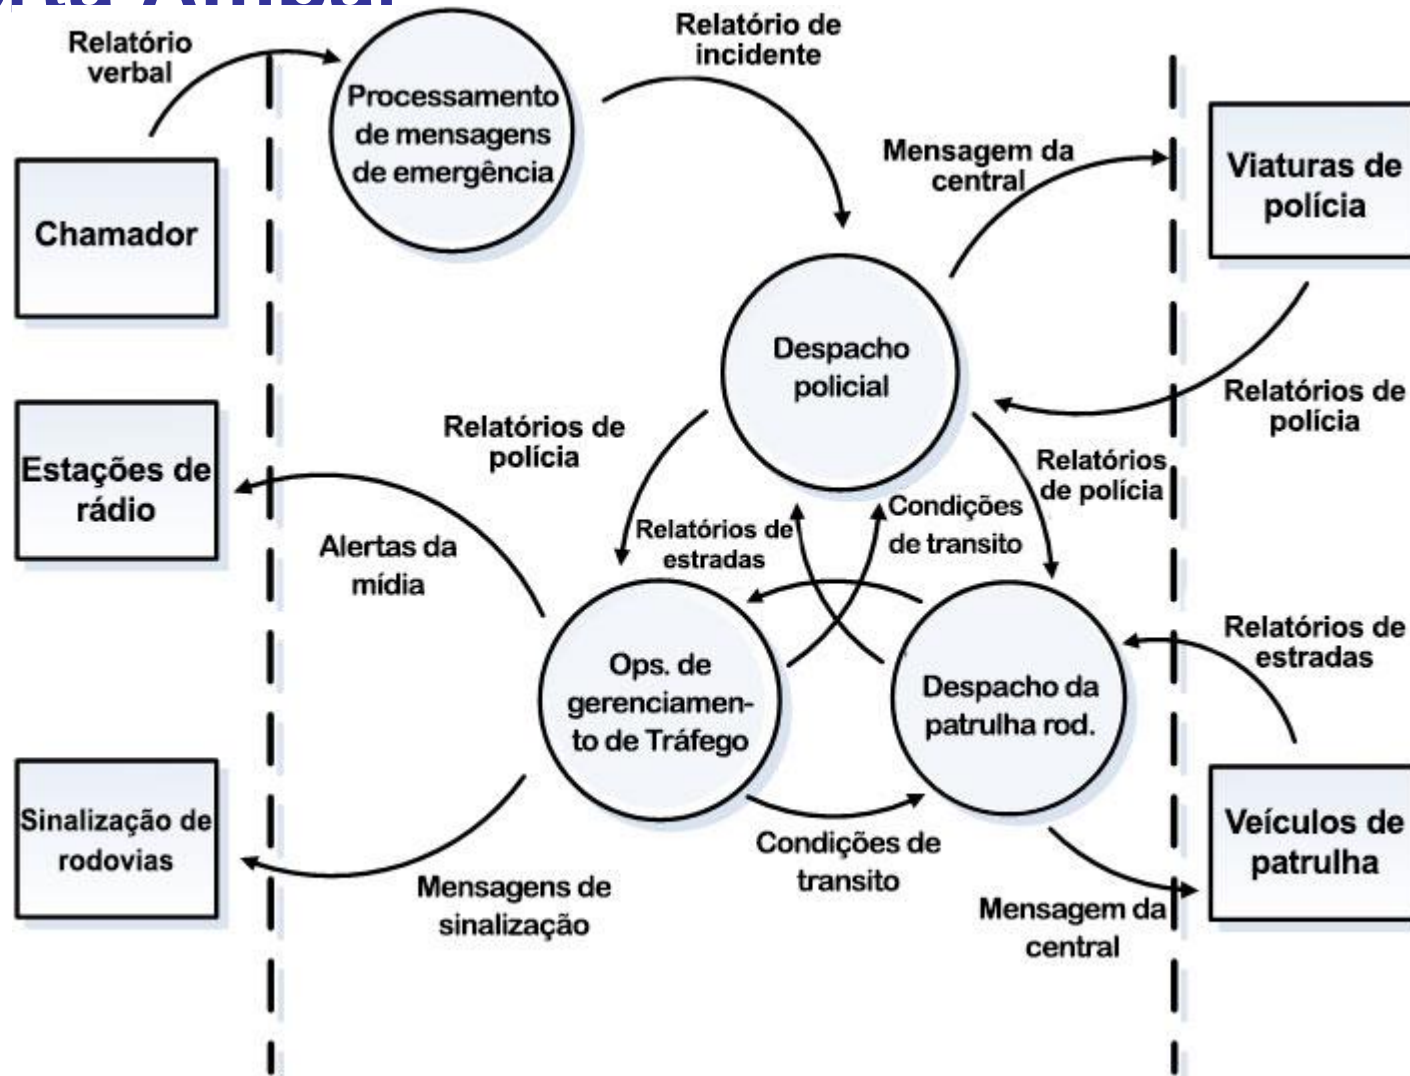 Relatório
verbal
Relatório de
incidente
Processamento
de mensagens
de emergência
Mensagem da
central
Viaturas de
polícia
Chamador
Despacho
policial
Relatórios de
polícia
Relatórios de
polícia
Estações de
rádio
Relatórios
de polícia
Condições
de transito
Relatórios de
estradas
Alertas da
mídia
Relatórios de
estradas
Ops. de
gerenciamen-
to de Tráfego
Despacho da
patrulha rod.
Sinalização de
rodovias
Veículos de
patrulha
Condições de
transito
Mensagens de
sinalização
Mensagem da
central